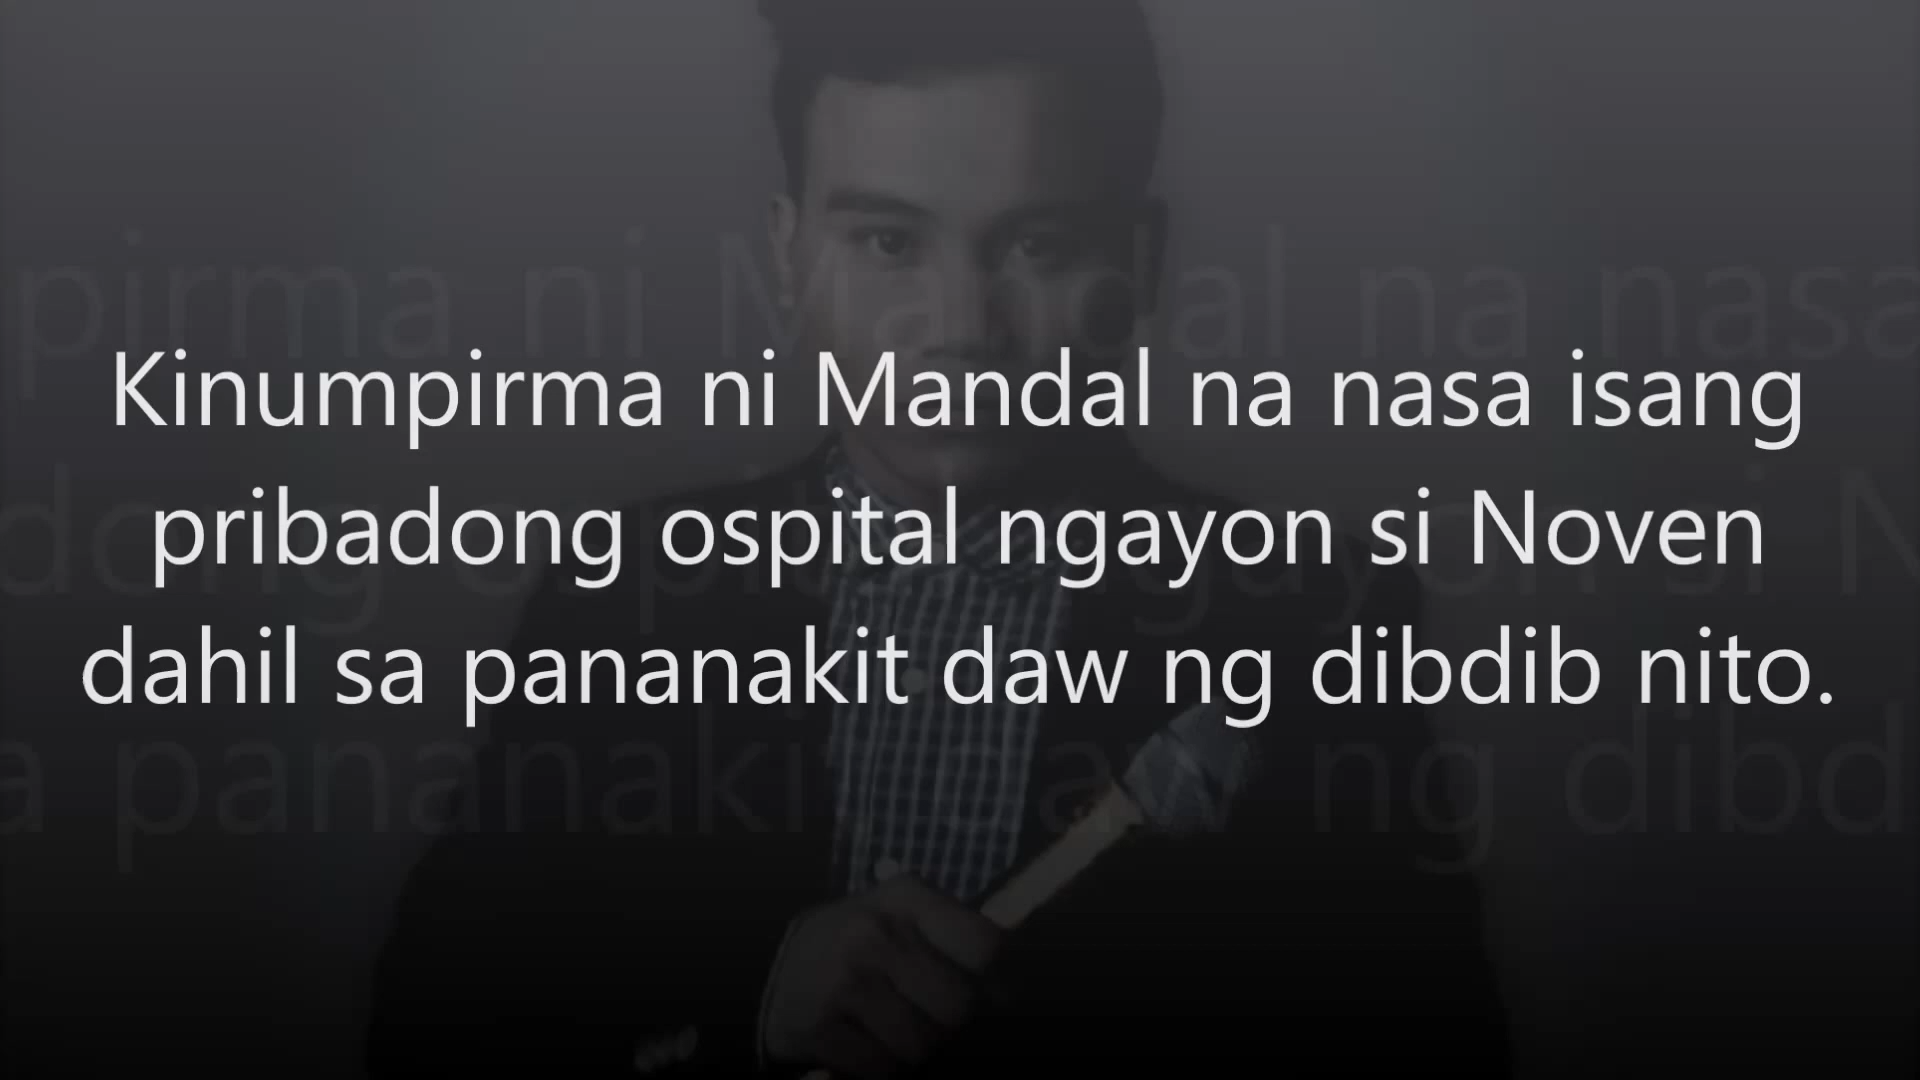 Kinumpirma ni Mandal na nasa isang
pribadong ospital ngayon si Noven
dahil sa pananakit daw ng dibdib nito.